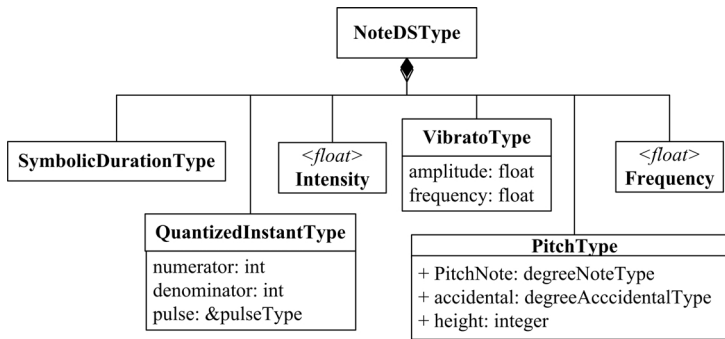 NoteDSType
SymbolicDurationType
<float>
Intensity
VibratoType
amplitude: float
frequency: float
<float>
Frequency
QuantizedInstantType
numerator: int
denominator: int
pulse: &pulseType
PitchType
+ PitchNote: degreeNoteType
+ accidental: degreeAcccidentalType
+ height: integer